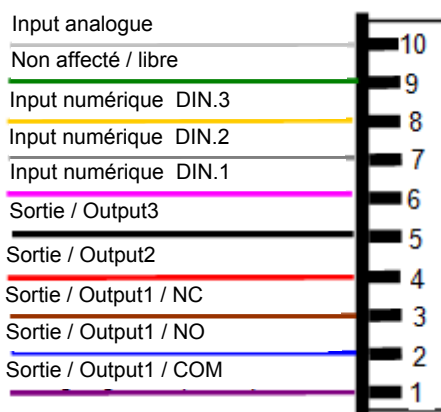 Input analogue
10
Non affecté / libre
9
Input numérique DIN.3
8
Input numérique DIN.2
7
Input numérique DIN.1
6
Sortie / Output3
5
Sortie / Output2
4
Sortie / Output1 / NC
3
Sortie / Output1 / NO
2
Sortie / Output1 / COM
1